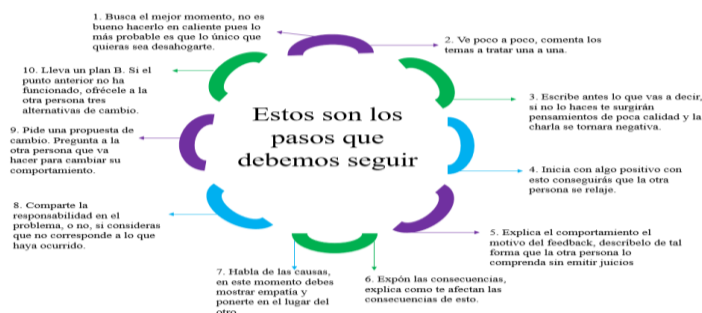 1. Busca el mejor momento, no es
bueno hacerlo en caliente pues lo
más probable es que lo único que
quieras sea desahogarte.
2. Ve poco a poco, comenta los
temas a tratar una a una.
3. Escribe antes lo que vas a decir,
si no lo haces te surgirán
pensamientos de poca calidad y la
charla se tornara negativa.
4. Inicia con algo positivo con
esto conseguirás que la otra
persona se relaje.
5. Explica el comportamiento el
motivo del feedback, descríbelo de tal
forma que la otra persona lo
comprenda sin emitir juicios
6. Expón las consecuencias,
explica como te afectan las
consecuencias de esto.
7. Habla de las causas,
en este momento debes
mostrar empatía y
ponerte en el lugar del
otro
8. Comparte la
responsabilidad en el
problema, o no, si consideras
que no corresponde a lo que
haya ocurrido.
9. Pide una propuesta de
cambio. Pregunta a la
otra persona que va
hacer para cambiar su
comportamiento.
10. Lleva un plan B. Si el
punto anterior no ha
funcionado, ofrécele a la
otra persona tres
alternativas de cambio.
Estos son los
pasos que
debemos seguir